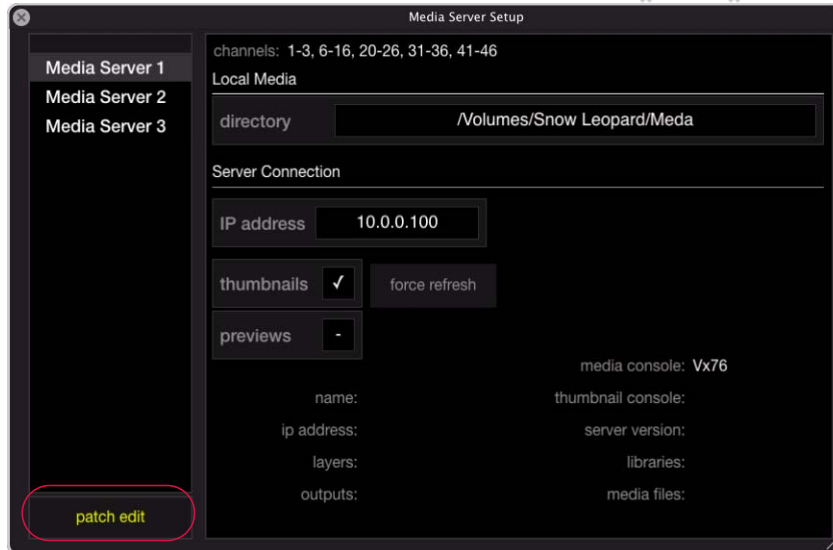 Media Server Setup
Media Server 1
Media Server 2
Media Server 3
patch edit
channels: 1-3, 6-16, 20-26, 31-36, 41-46
Local Media
directory /Volumes/Snow Leopard/Meda
Server Connection
IP address 10.0.0.100
thumbnails ✓ force refresh
previews -
media console: Vx76
name: thumbnail console:
ip address: server version:
layers: libraries:
outputs: media files: